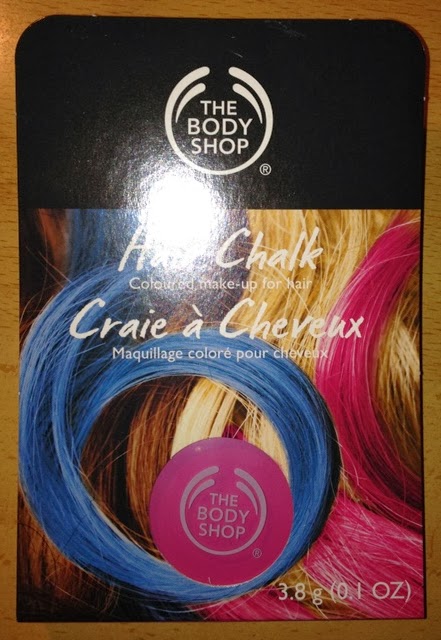 THE
BODY
SHOP
®
Hair Chalk
Coloured make-up for hair
Craie à Cheveux
Maquillage coloré pour cheveux
THE
BODY
SHOP
®
3.8 g (0.1 OZ)